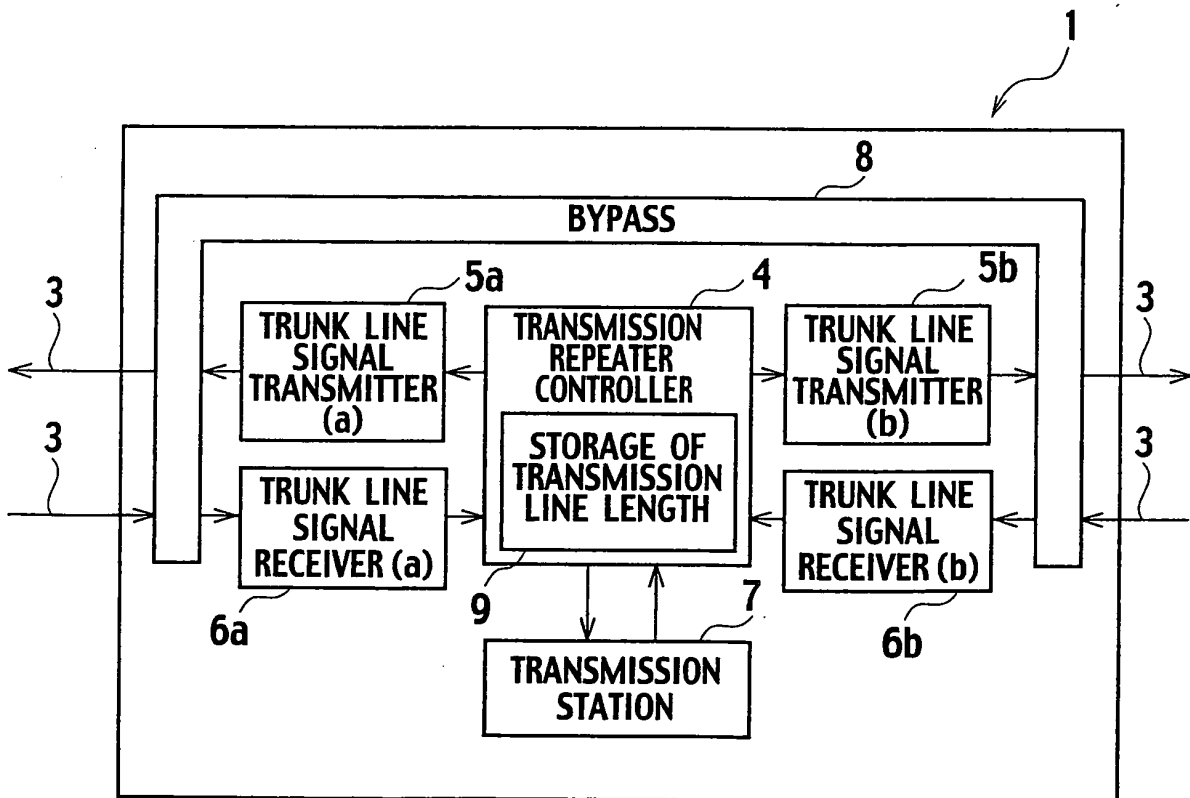 1
8
BYPASS
3
5a
4
5b
3
TRUNK LINE
SIGNAL
TRANSMITTER
(a)
TRANSMISSION
REPEATER
CONTROLLER
TRUNK LINE
SIGNAL
TRANSMITTER
(b)
3
STORAGE OF
TRANSMISSION
LINE LENGTH
3
TRUNK LINE
SIGNAL
RECEIVER (a)
TRUNK LINE
SIGNAL
RECEIVER (b)
6a
9
7
6b
TRANSMISSION
STATION